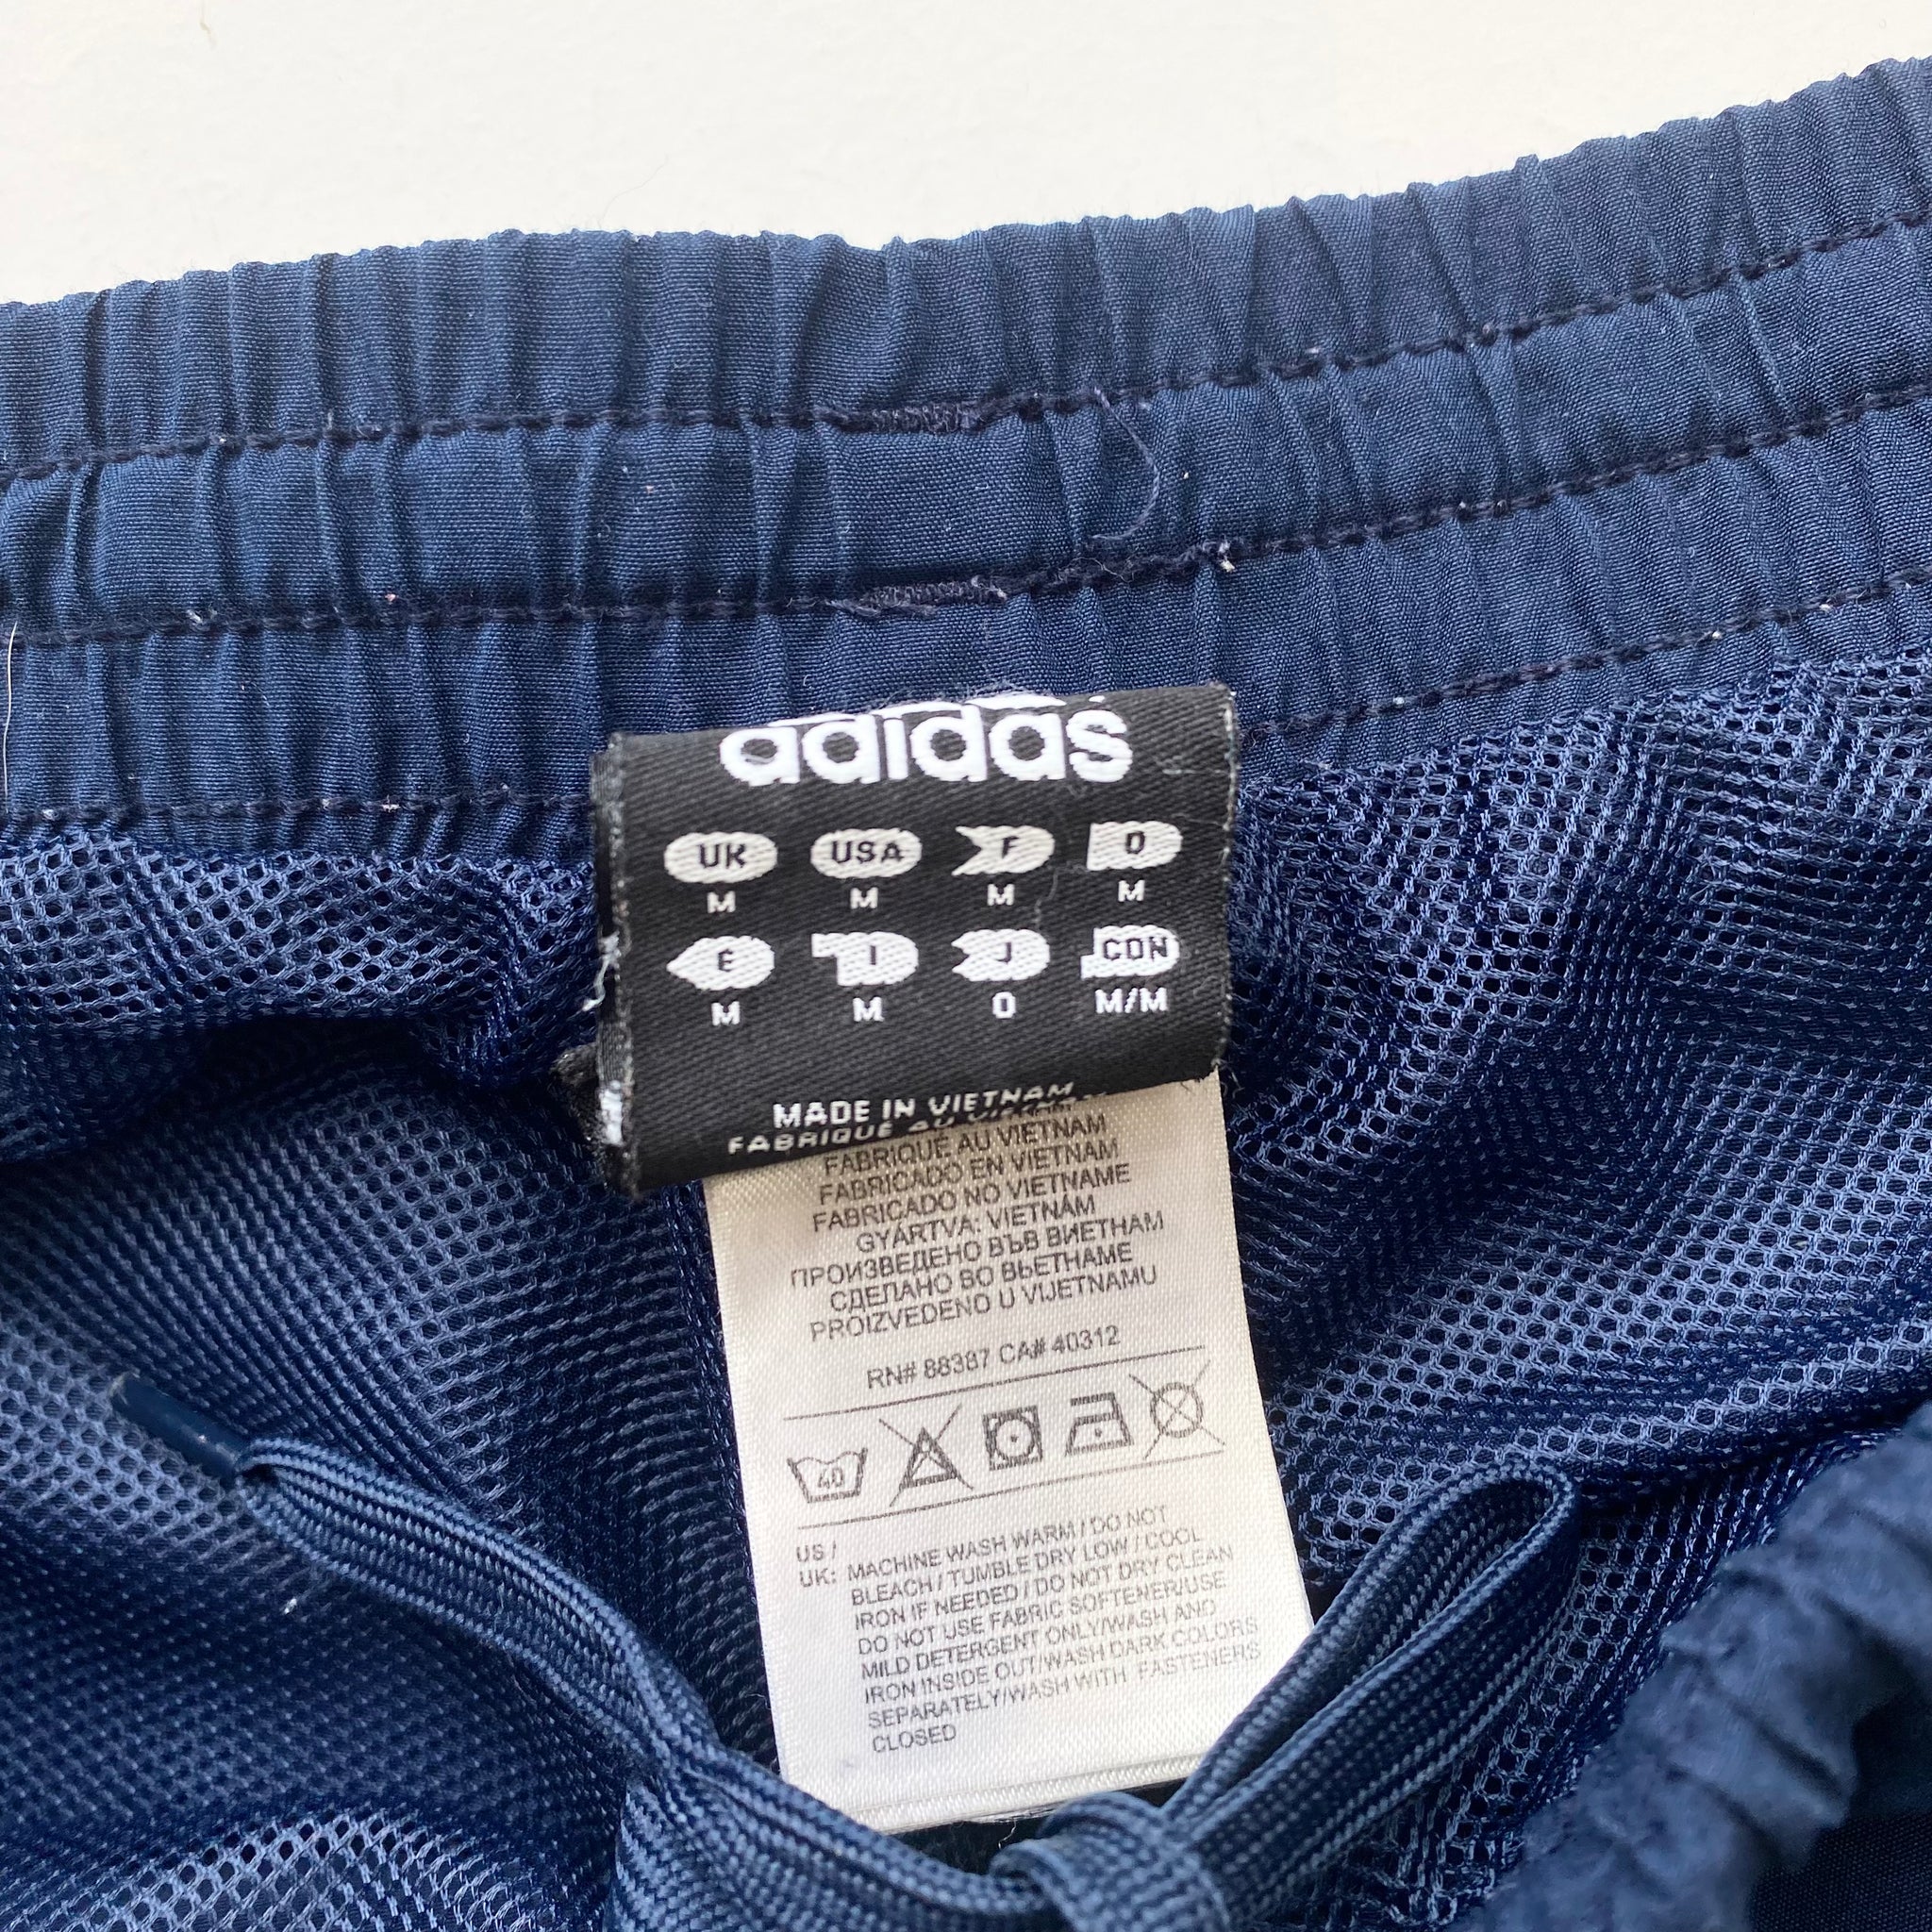 adidas
UK USA F D
M M M M
E I J CON
M M O M/M
MADE IN VIETNAM
FABRIQUÉ AU
FABRIQUÉ AU VIETNAM
FABRICADO EN VIETNAM
FABRICADO NO VIETNAME
GYÁRTVA: VIETNÁM
ПРОИЗВЕДЕНО ВЪВ ВИЕТНАМ
СДЕЛАНО ВО ВЬЕТНАМЕ
PROIZVEDENO U VIJETNAMU
RN# 88387 CA# 40312
40
US /
UK: MACHINE WASH WARM / DO NOT
BLEACH / TUMBLE DRY LOW / COOL
IRON IF NEEDED / DO NOT DRY CLEAN
DO NOT USE FABRIC SOFTENER/USE
MILD DETERGENT ONLY/WASH AND
IRON INSIDE OUT/WASH DARK COLORS
SEPARATELY/WASH WITH FASTENERS
CLOSED